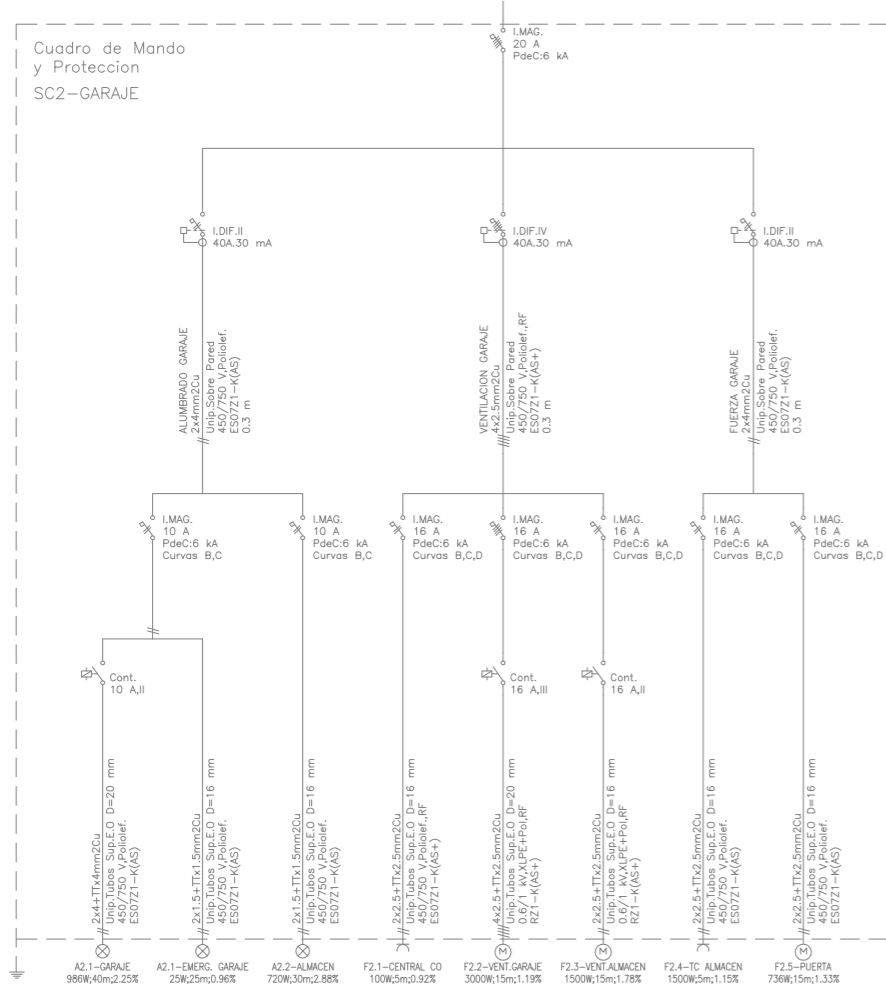 Cuadro de Mando
y Proteccion
SC2-GARAJE
I.MAG.
20 A
PdeC:6 kA
I.DIF.II
40A.30 mA
I.DIF.IV
40A.30 mA
I.DIF.II
40A.30 mA
ALUMBRADO GARAJE
2x4mm2Cu
Unip.Sobre Pared
450/750 V,Poliolef.
ES07Z1-K(AS)
0.3 m
VENTILACION GARAJE
4x2.5mm2Cu
Unip.Sobre Pared
450/750 V,Poliolef.,RF
ES07Z1-K(AS+)
0.3 m
FUERZA GARAJE
2x4mm2Cu
Unip.Sobre Pared
450/750 V,Poliolef.
ES07Z1-K(AS)
0.3 m
I.MAG.
10 A
PdeC:6 kA
Curvas B,C
I.MAG.
10 A
PdeC:6 kA
Curvas B,C
I.MAG.
16 A
PdeC:6 kA
Curvas B,C,D
I.MAG.
16 A
PdeC:6 kA
Curvas B,C,D
I.MAG.
16 A
PdeC:6 kA
Curvas B,C,D
I.MAG.
16 A
PdeC:6 kA
Curvas B,C,D
I.MAG.
16 A
PdeC:6 kA
Curvas B,C,D
Cont.
10 A,II
Cont.
16 A,III
Cont.
16 A,II
2x4+TTx4mm2Cu
Unip.Tubos Sup.E.O D=20 mm
450/750 V,Poliolef.
ES07Z1-K(AS)
2x1.5+TTx1.5mm2Cu
Unip.Tubos Sup.E.O D=16 mm
450/750 V,Poliolef.
ES07Z1-K(AS)
2x1.5+TTx1.5mm2Cu
Unip.Tubos Sup.E.O D=16 mm
450/750 V,Poliolef.
ES07Z1-K(AS)
2x2.5+TTx2.5mm2Cu
Unip.Tubos Sup.E.O D=16 mm
450/750 V,Poliolef.,RF
ES07Z1-K(AS+)
4x2.5+TTx2.5mm2Cu
Unip.Tubos Sup.E.O D=20 mm
0.6/1 kV,XLPE+Pol,RF
RZ1-K(AS+)
2x2.5+TTx2.5mm2Cu
Unip.Tubos Sup.E.O D=16 mm
0.6/1 kV,XLPE+Pol,RF
RZ1-K(AS+)
2x2.5+TTx2.5mm2Cu
Unip.Tubos Sup.E.O D=16 mm
450/750 V,Poliolef.
ES07Z1-K(AS)
2x2.5+TTx2.5mm2Cu
Unip.Tubos Sup.E.O D=16 mm
450/750 V,Poliolef.
ES07Z1-K(AS)
M
M
M
A2.1-GARAJE
986W;40m;2.25%
A2.1-EMERG. GARAJE
25W;25m;0.96%
A2.2-ALMACEN
720W;30m;2.88%
F2.1-CENTRAL CO
100W;5m;0.92%
F2.2-VENT.GARAJE
3000W;15m;1.19%
F2.3-VENT.ALMACEN
1500W;15m;1.78%
F2.4-TC ALMACEN
1500W;5m;1.15%
F2.5-PUERTA
736W;15m;1.33%